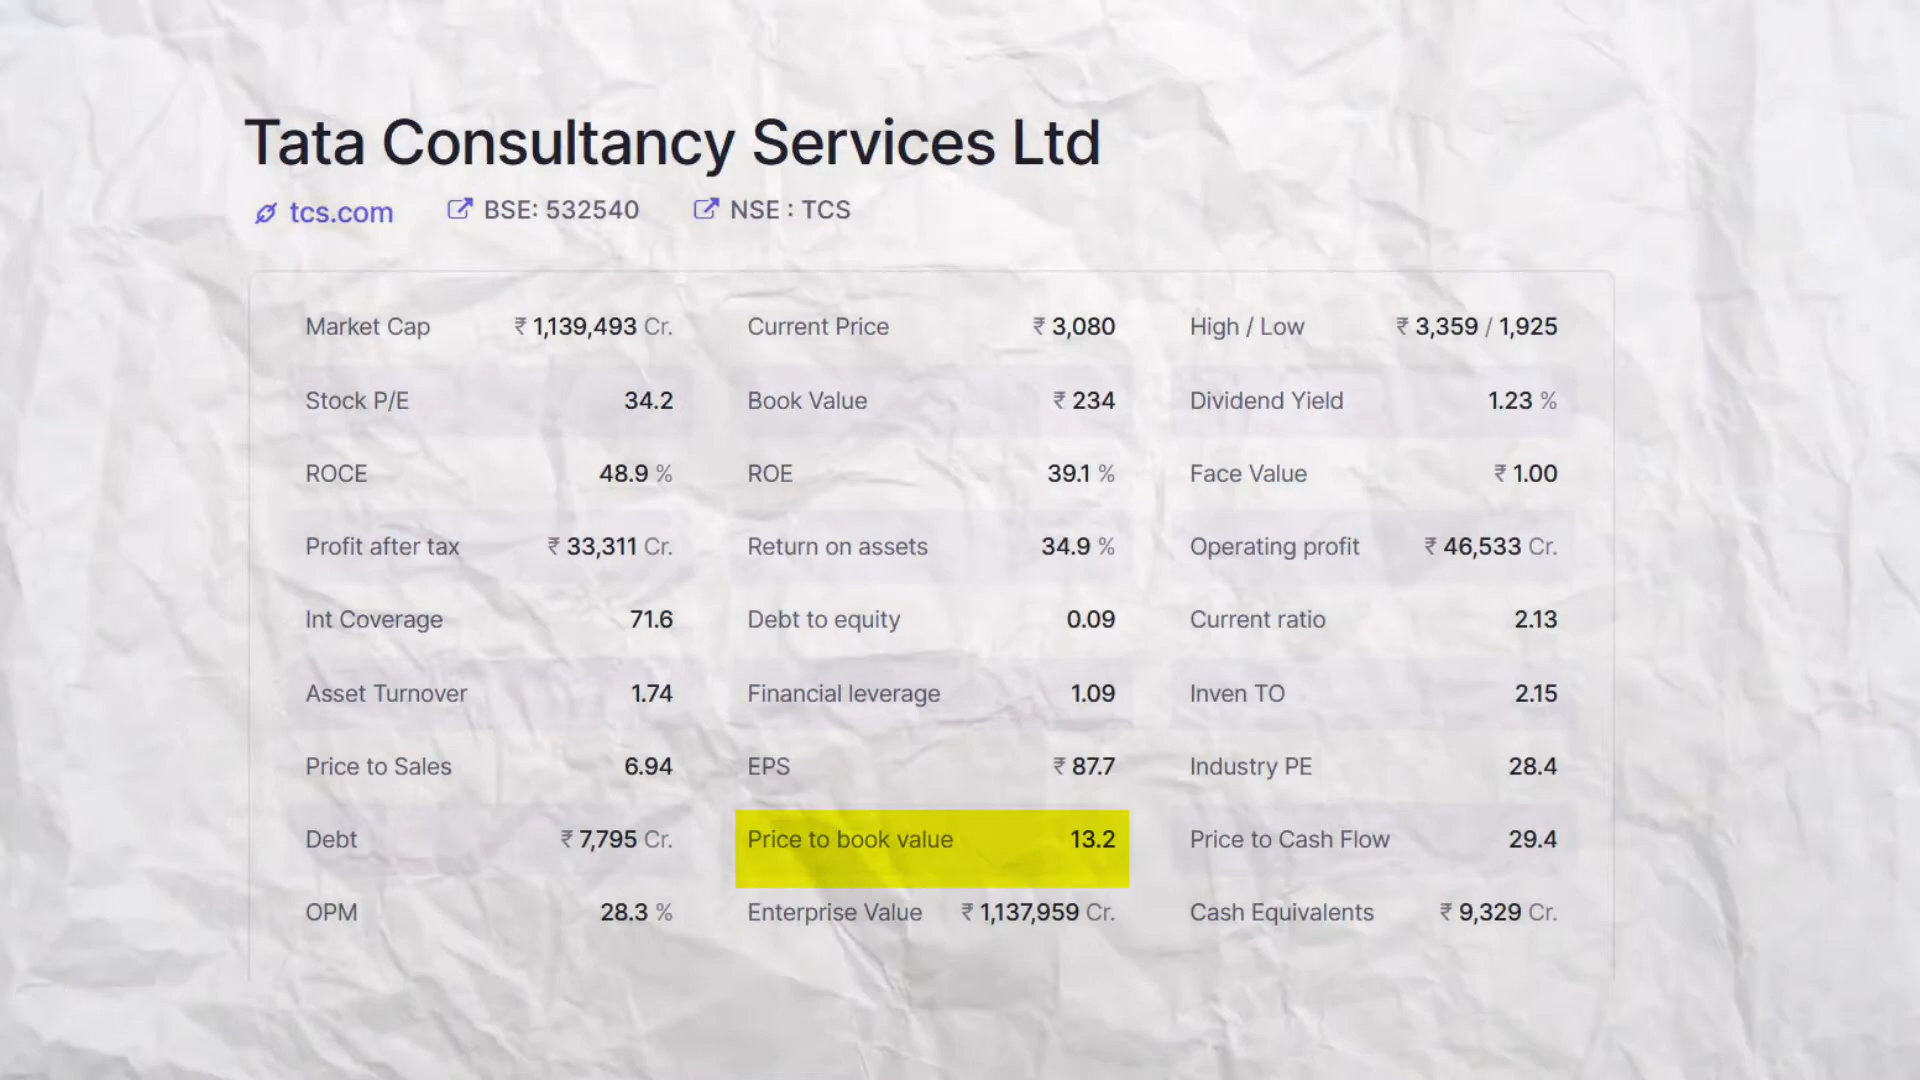 Tata Consultancy Services Ltd
tcs.com BSE: 532540 NSE : TCS
Market Cap ₹ 1,139,493 Cr. Current Price ₹ 3,080 High / Low ₹ 3,359 / 1,925
Stock P/E 34.2 Book Value ₹ 234 Dividend Yield 1.23 %
ROCE 48.9 % ROE 39.1 % Face Value ₹ 1.00
Profit after tax ₹ 33,311 Cr. Return on assets 34.9 % Operating profit ₹ 46,533 Cr.
Int Coverage 71.6 Debt to equity 0.09 Current ratio 2.13
Asset Turnover 1.74 Financial leverage 1.09 Inven TO 2.15
Price to Sales 6.94 EPS ₹ 87.7 Industry PE 28.4
Debt ₹ 7,795 Cr. Price to book value 13.2 Price to Cash Flow 29.4
OPM 28.3 % Enterprise Value ₹ 1,137,959 Cr. Cash Equivalents ₹ 9,329 Cr.